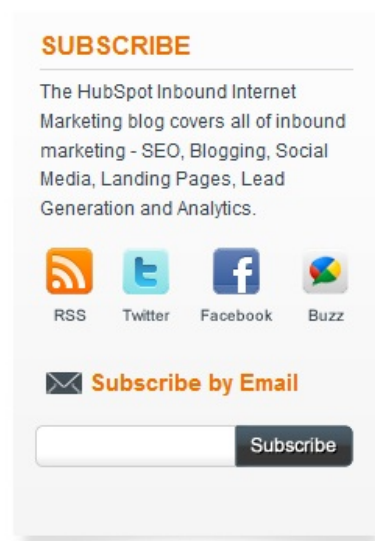 SUBSCRIBE
The HubSpot Inbound Internet
Marketing blog covers all of inbound
marketing - SEO, Blogging, Social
Media, Landing Pages, Lead
Generation and Analytics.
RSS Twitter Facebook Buzz
Subscribe by Email
Subscribe